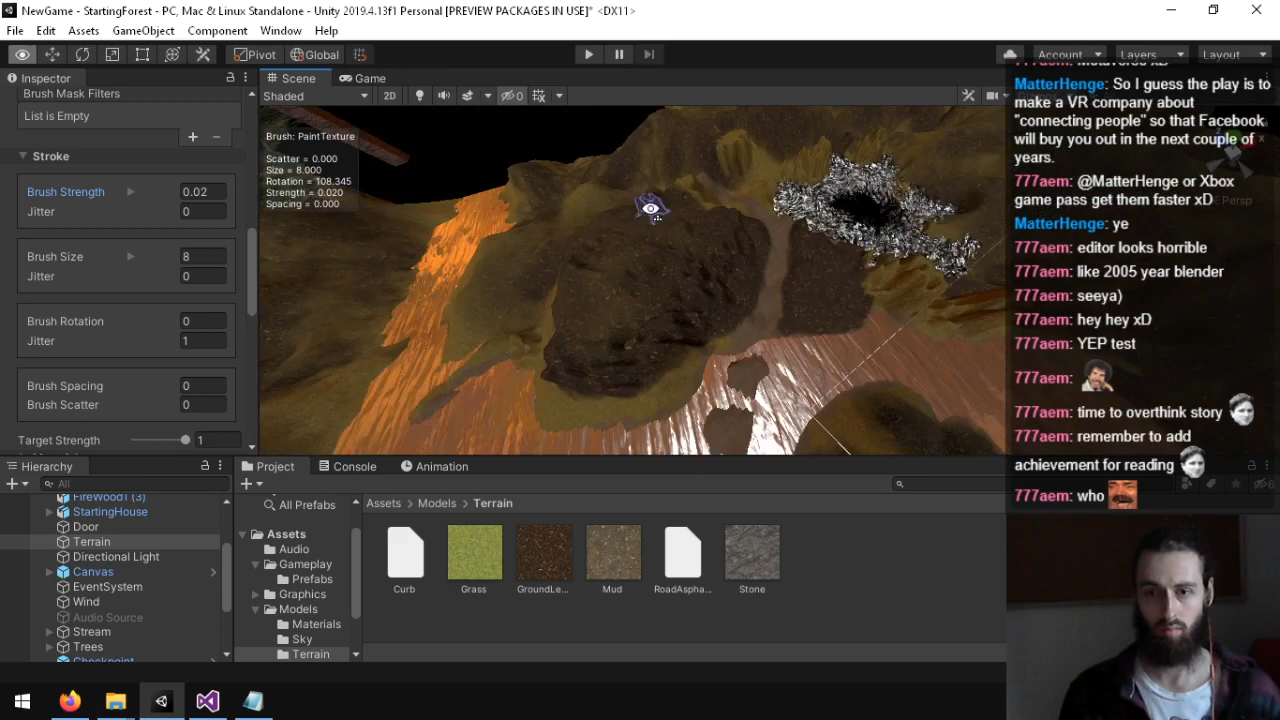 NewGame - StartingForest - PC, Mac & Linux Standalone - Unity 2019.4.13f1 Personal [PREVIEW PACKAGES IN USE]* <DX11>
File Edit Assets GameObject Component Window Help
Pivot Global Account Layers Layout
Inspector
Brush Mask Filters
List is Empty
Stroke
Brush Strength 0.02
Jitter 0
Brush Size 8
Jitter 0
Brush Rotation 0
Jitter 1
Brush Spacing 0
Brush Scatter 0
Target Strength 1
Scene Game
Shaded 2D 0
Brush: PaintTexture
Scatter = 0.000
Size = 8.000
Rotation = 108.345
Strength = 0.020
Spacing = 0.000
Persp
MatterHenge: So I guess the play is to
make a VR company about
"connecting people" so that Facebook
will buy you out in the next couple of
years.
777aem: @MatterHenge or Xbox
game pass get them faster xD
MatterHenge: ye
777aem: editor looks horrible
777aem: like 2005 year blender
777aem: seeya)
777aem: hey hey xD
777aem: YEP test
777aem:
777aem: time to overthink story
777aem: remember to add
achievement for reading
777aem: who
Hierarchy
All
FireWood1 (3)
StartingHouse
Door
Terrain
Directional Light
Canvas
EventSystem
Wind
Audio Source
Stream
Trees
Checkpoint
Project Console Animation
All Prefabs
Assets
Audio
Gameplay
Prefabs
Graphics
Models
Materials
Sky
Terrain
Assets > Models > Terrain
Curb Grass GroundLe... Mud RoadAspha... Stone